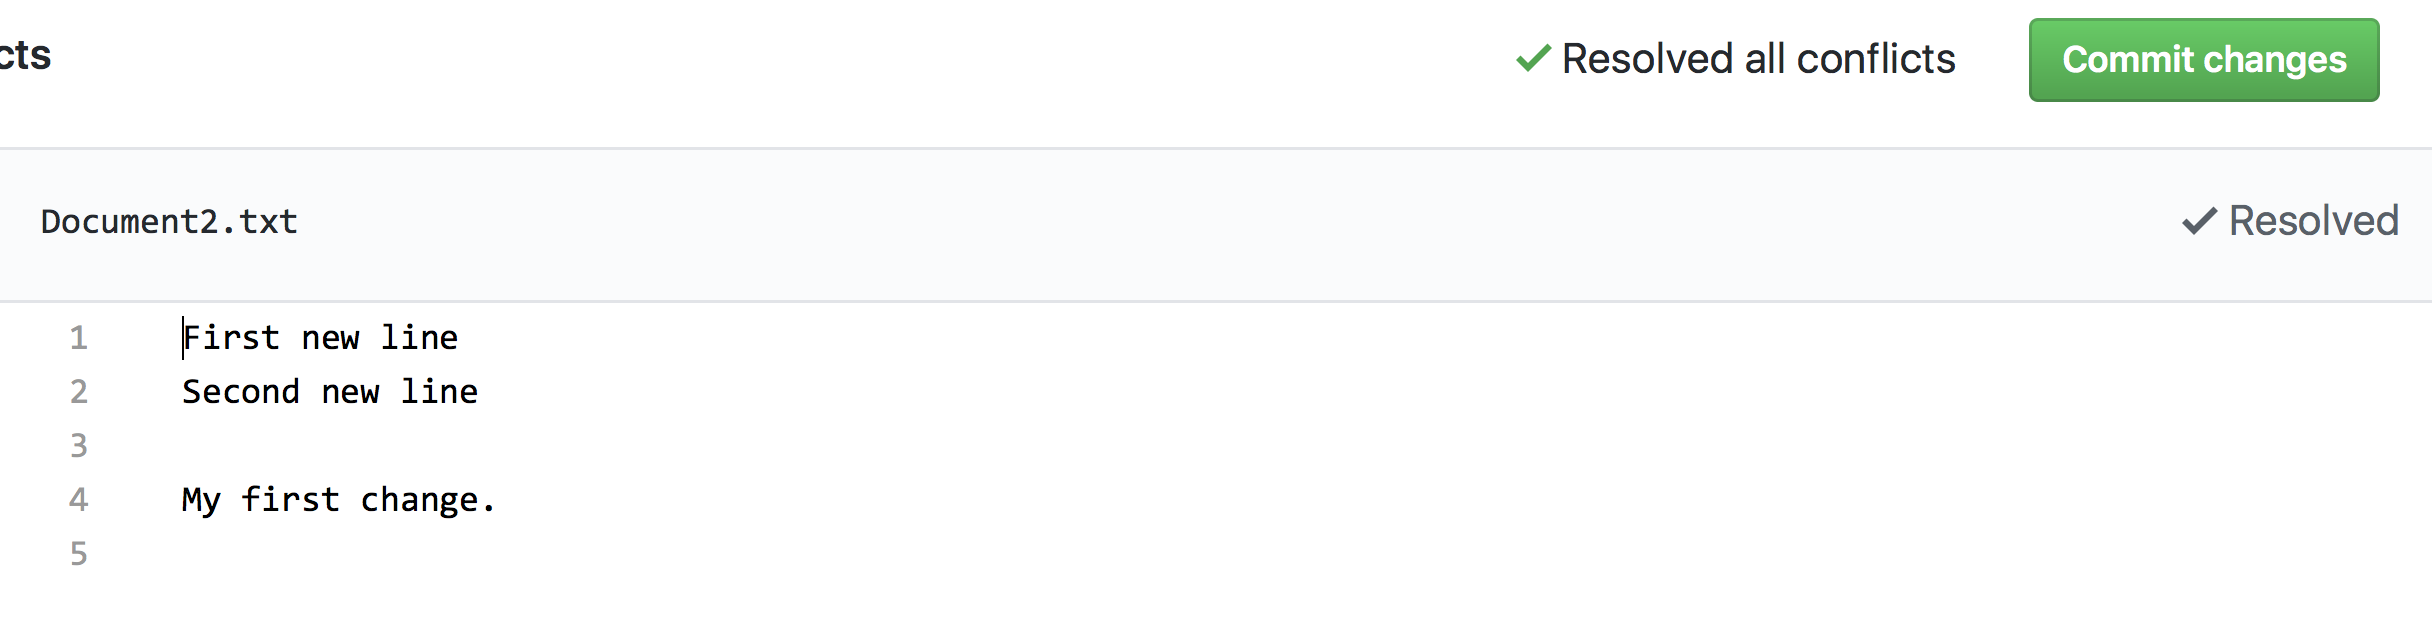 cts
Resolved all conflicts
Commit changes
Document2.txt
Resolved
1 First new line
2 Second new line
3
4 My first change.
5